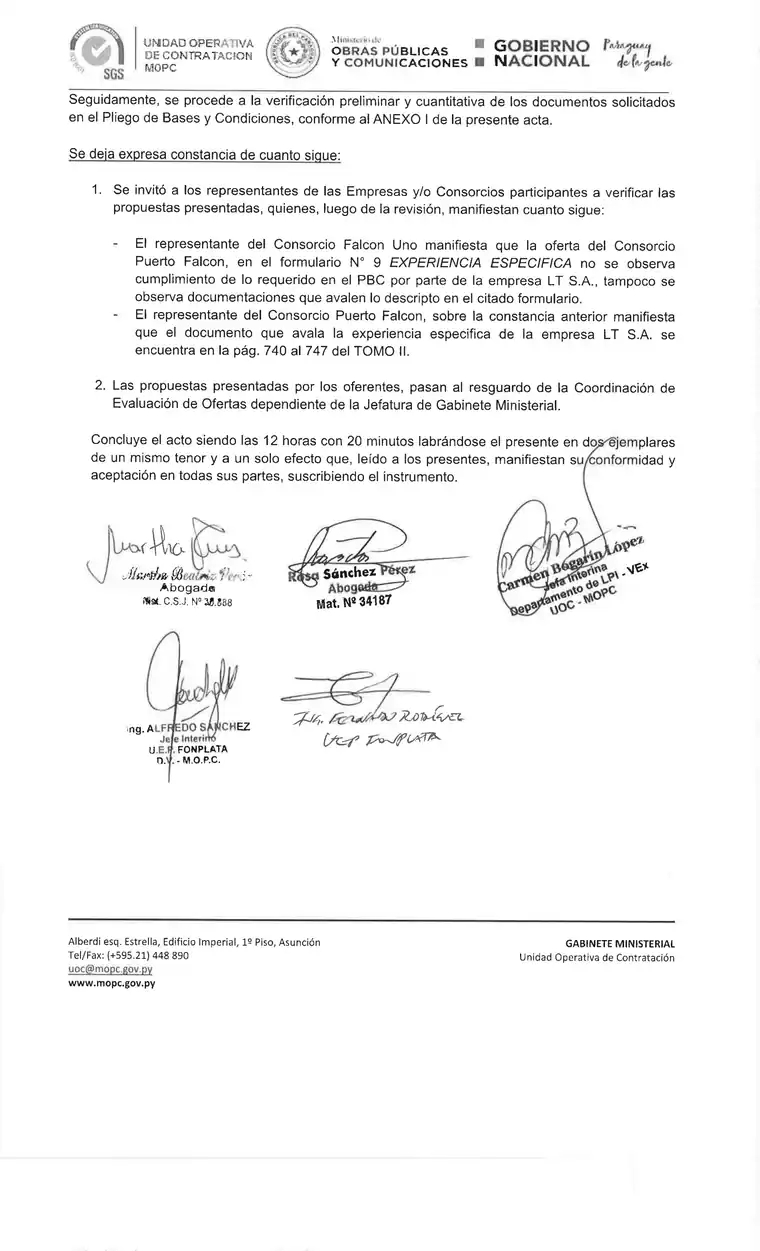 UNIDAD OPERATIVA
DE CONTRATACION
MOPC
SGS
Ministerio de
OBRAS PÚBLICAS
Y COMUNICACIONES
GOBIERNO
NACIONAL
Paraguay
de la gente
Seguidamente, se procede a la verificación preliminar y cuantitativa de los documentos solicitados
en el Pliego de Bases y Condiciones, conforme al ANEXO I de la presente acta.
Se deja expresa constancia de cuanto sigue:
1. Se invitó a los representantes de las Empresas y/o Consorcios participantes a verificar las
propuestas presentadas, quienes, luego de la revisión, manifiestan cuanto sigue:
- El representante del Consorcio Falcon Uno manifiesta que la oferta del Consorcio
Puerto Falcon, en el formulario N° 9 EXPERIENCIA ESPECIFICA no se observa
cumplimiento de lo requerido en el PBC por parte de la empresa LT S.A., tampoco se
observa documentaciones que avalen lo descripto en el citado formulario.
- El representante del Consorcio Puerto Falcon, sobre la constancia anterior manifiesta
que el documento que avala la experiencia especifica de la empresa LT S.A. se
encuentra en la pág. 740 al 747 del TOMO II.
2. Las propuestas presentadas por los oferentes, pasan al resguardo de la Coordinación de
Evaluación de Ofertas dependiente de la Jefatura de Gabinete Ministerial.
Concluye el acto siendo las 12 horas con 20 minutos labrándose el presente en dos ejemplares
de un mismo tenor y a un solo efecto que, leído a los presentes, manifiestan su conformidad y
aceptación en todas sus partes, suscribiendo el instrumento.
Martha
Martha Beatriz
Abogada
Mat. C.S.J. N°
Rosa Sánchez Pérez
Abogada
Mat. Nº 34187
Carmen Bogarín López
Jefa Interina
Departamento de LPI - VEx
UOC - MOPC
Ing. ALFREDO SANCHEZ
Jefe Interino
U.E.P. FONPLATA
D.V. - M.O.P.C.
Ing.
UEP FONPLATA
Alberdi esq. Estrella, Edificio Imperial, 1º Piso, Asunción
Tel/Fax: (+595.21) 448 890
uoc@mopc.gov.py
www.mopc.gov.py
GABINETE MINISTERIAL
Unidad Operativa de Contratación